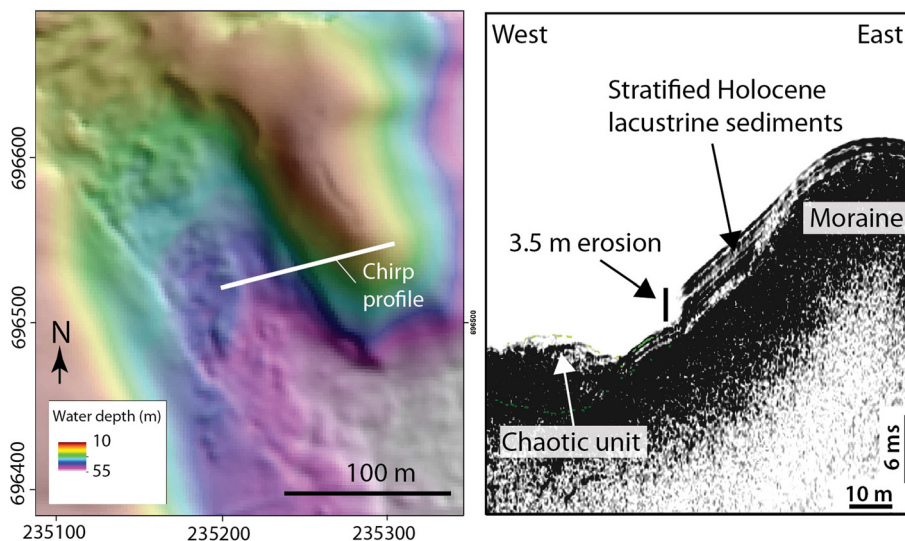 696600
696500
696400
N
Chirp
profile
Water depth (m)
10
55
100 m
235100
235200
235300
696500
West
East
Stratified Holocene
lacustrine sediments
Moraine
3.5 m erosion
Chaotic unit
6 ms
10 m